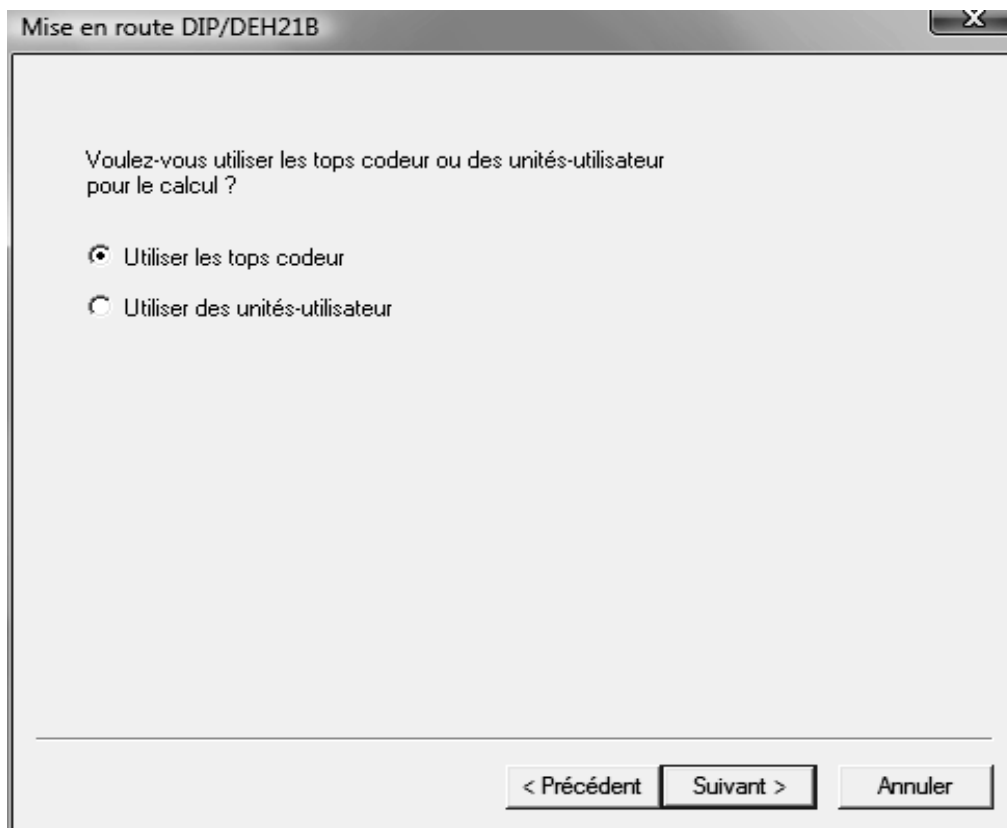 Mise en route DIP/DEH21B
X
Voulez-vous utiliser les tops codeur ou des unités-utilisateur
pour le calcul ?
Utiliser les tops codeur
Utiliser des unités-utilisateur
< Précédent
Suivant >
Annuler